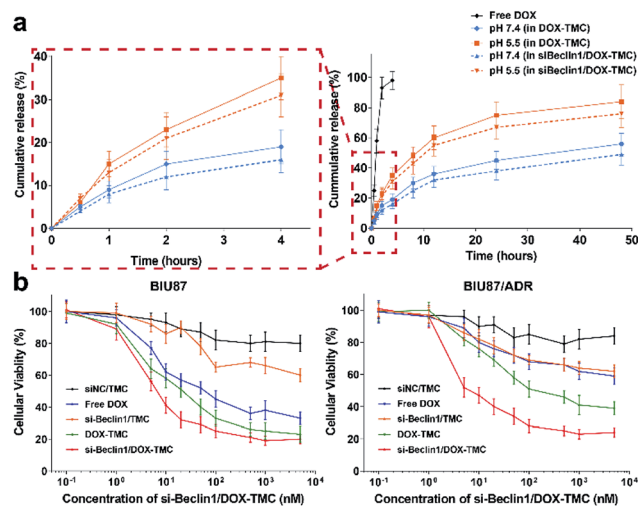 a
Free DOX
pH 7.4 (in DOX-TMC)
pH 5.5 (in DOX-TMC)
pH 7.4 (in siBeclin1/DOX-TMC)
pH 5.5 (in siBeclin1/DOX-TMC)
Cumulative release (%)
40
30
20
10
0
0 1 2 3 4
Time (hours)
Cummulative release (%)
100
80
60
40
20
0
0 10 20 30 40 50
Time (hours)
b
BIU87
Cellular Viability (%)
120
100
80
60
40
20
0
siNC/TMC
Free DOX
si-Beclin1/TMC
DOX-TMC
si-Beclin1/DOX-TMC
10⁻¹ 10⁰ 10¹ 10² 10³ 10⁴
Concentration of si-Beclin1/DOX-TMC (nM)
BIU87/ADR
Cellular Viability (%)
120
100
80
60
40
20
0
siNC/TMC
Free DOX
si-Beclin1/TMC
DOX-TMC
si-Beclin1/DOX-TMC
10⁻¹ 10⁰ 10¹ 10² 10³ 10⁴
Concentration of si-Beclin1/DOX-TMC (nM)